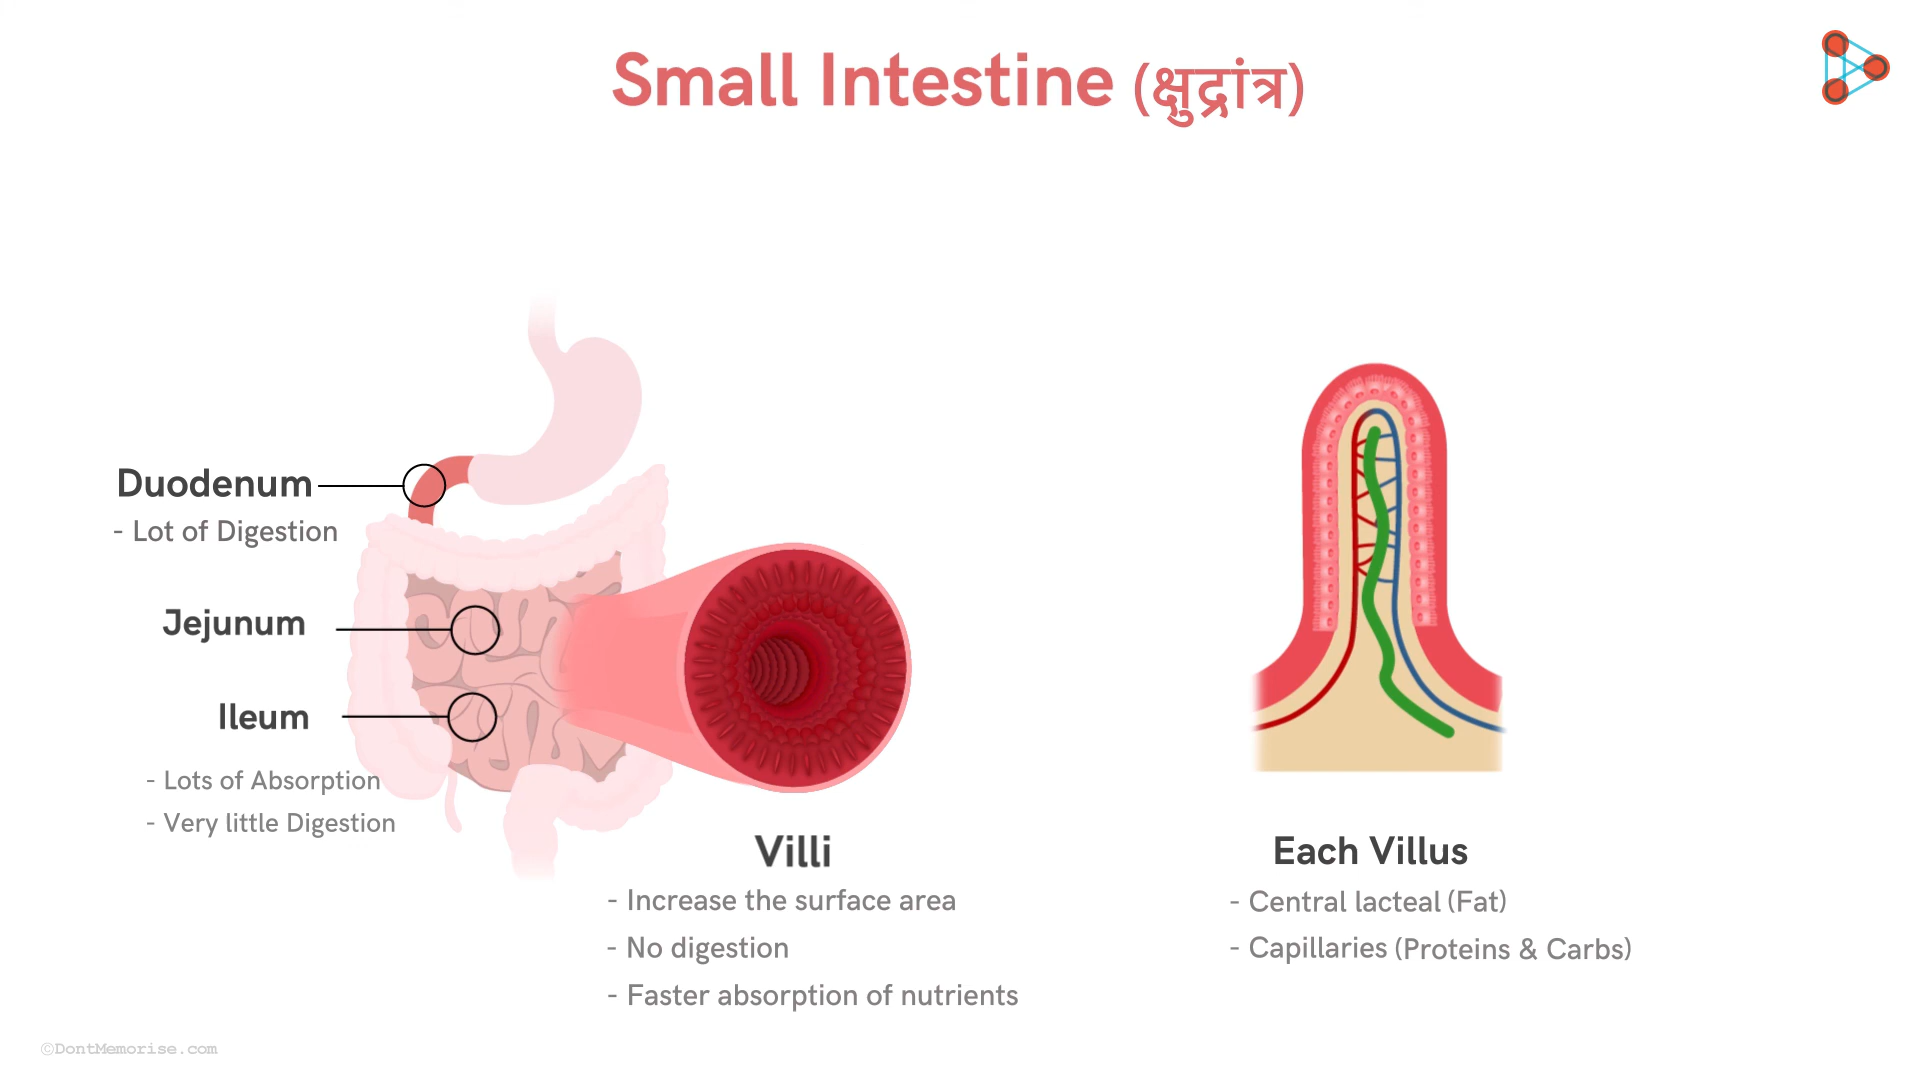 Small Intestine (क्षुद्रांत्र)
Duodenum
- Lot of Digestion
Jejunum
Ileum
- Lots of Absorption
- Very little Digestion
Villi
- Increase the surface area
- No digestion
- Faster absorption of nutrients
Each Villus
- Central lacteal (Fat)
- Capillaries (Proteins & Carbs)
©DontMemorise.com